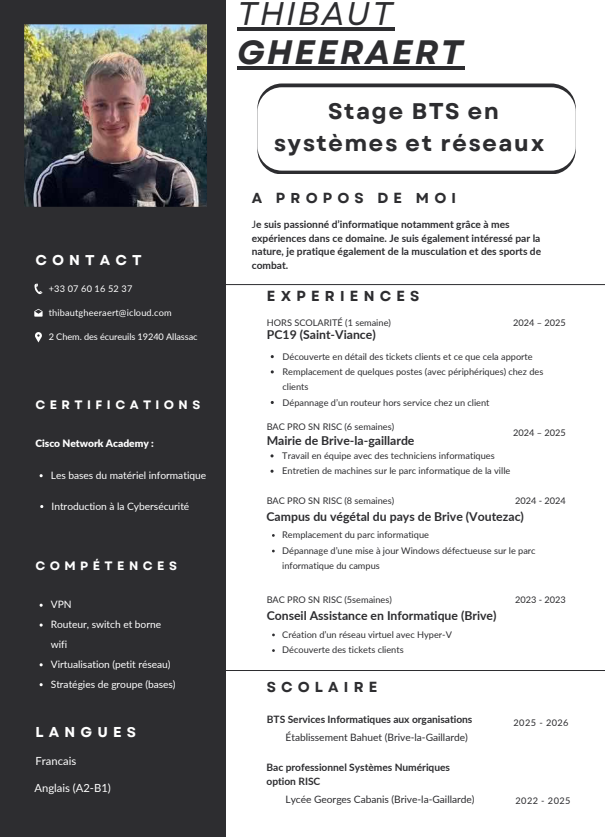 THIBAUT
GHEERAERT
Stage BTS en
systèmes et réseaux
A PROPOS DE MOI
Je suis passionné d'informatique notamment grâce à mes
expériences dans ce domaine. Je suis également intéressé par la
nature, je pratique également de la musculation et des sports de
combat.
CONTACT
+33 07 60 16 52 37
thibautgheeraert@icloud.com
2 Chem. des écureuils 19240 Allassac
CERTIFICATIONS
Cisco Network Academy :
• Les bases du matériel informatique
• Introduction à la Cybersécurité
COMPÉTENCES
• VPN
• Routeur, switch et borne
wifi
• Virtualisation (petit réseau)
• Stratégies de groupe (bases)
LANGUES
Francais
Anglais (A2-B1)
EXPERIENCES
HORS SCOLARITÉ (1 semaine) 2024 – 2025
PC19 (Saint-Viance)
• Découverte en détail des tickets clients et ce que cela apporte
• Remplacement de quelques postes (avec périphériques) chez des
clients
• Dépannage d'un routeur hors service chez un client
BAC PRO SN RISC (6 semaines)
2024 – 2025
Mairie de Brive-la-gaillarde
• Travail en équipe avec des techniciens informatiques
• Entretien de machines sur le parc informatique de la ville
BAC PRO SN RISC (8 semaines) 2024 - 2024
Campus du végétal du pays de Brive (Voutezac)
• Remplacement du parc informatique
• Dépannage d'une mise à jour Windows défectueuse sur le parc
informatique du campus
BAC PRO SN RISC (5semaines) 2023 - 2023
Conseil Assistance en Informatique (Brive)
• Création d'un réseau virtuel avec Hyper-V
• Découverte des tickets clients
SCOLAIRE
BTS Services Informatiques aux organisations 2025 - 2026
Établissement Bahuet (Brive-la-Gaillarde)
Bac professionnel Systèmes Numériques
option RISC
Lycée Georges Cabanis (Brive-la-Gaillarde) 2022 - 2025